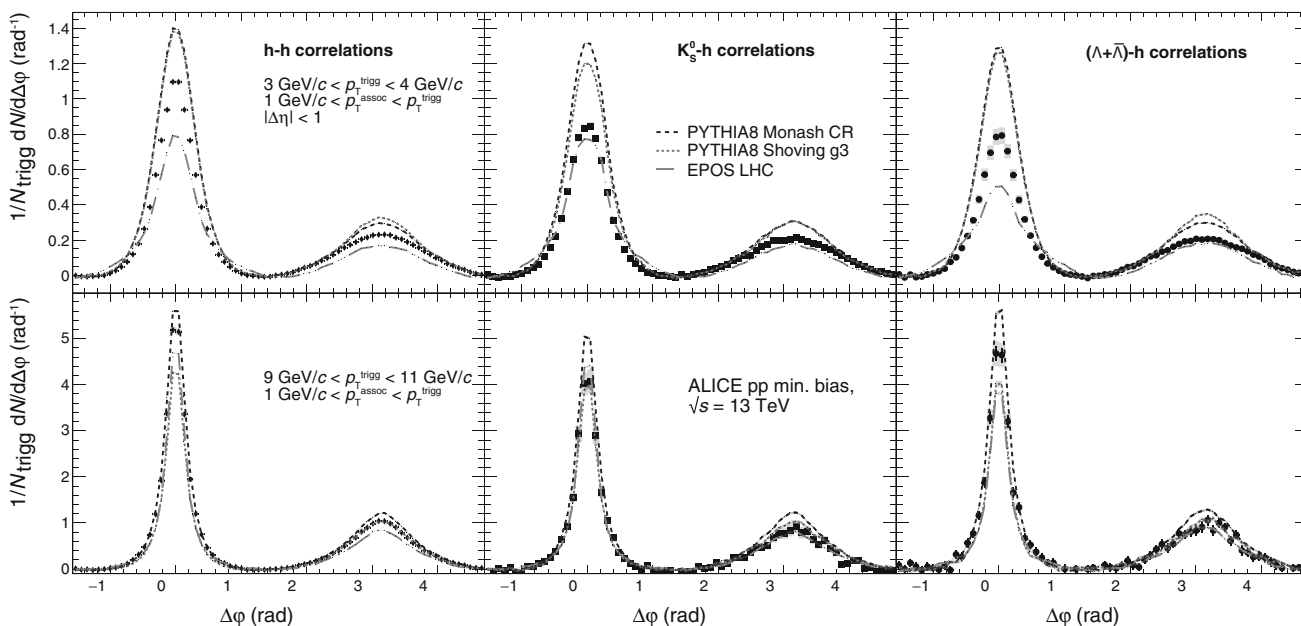 h-h correlations
3 GeV/c < p_T^trigg < 4 GeV/c
1 GeV/c < p_T^assoc < p_T^trigg
|Δη| < 1
K_S^0-h correlations
PYTHIA8 Monash CR
PYTHIA8 Shoving g3
EPOS LHC
(Λ+Λ̅)-h correlations
1/N_trigg dN/dΔφ (rad⁻¹)
1.4
1.2
1
0.8
0.6
0.4
0.2
0
9 GeV/c < p_T^trigg < 11 GeV/c
1 GeV/c < p_T^assoc < p_T^trigg
ALICE pp min. bias,
√s = 13 TeV
1/N_trigg dN/dΔφ (rad⁻¹)
5
4
3
2
1
0
−1 0 1 2 3 4
−1 0 1 2 3 4
−1 0 1 2 3 4
Δφ (rad)
Δφ (rad)
Δφ (rad)